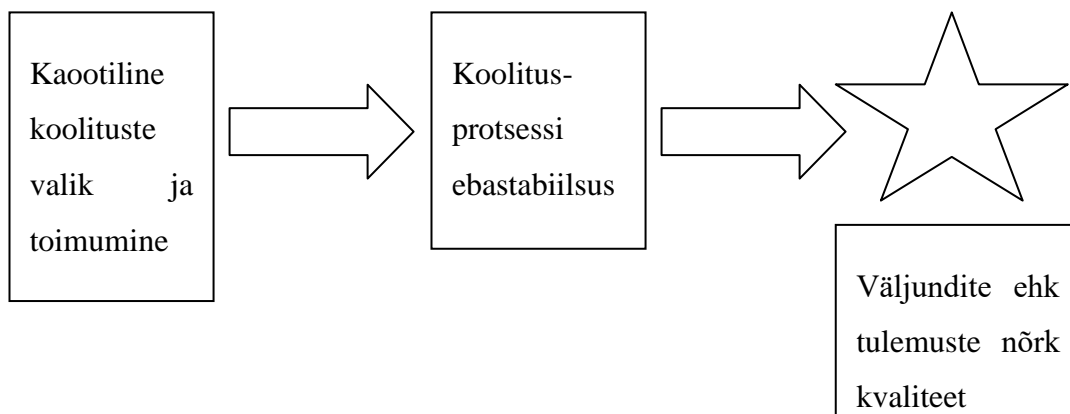 Kaootiline
koolituste
valik ja
toimumine
Koolitus-
protsessi
ebastabiilsus
Väljundite ehk
tulemuste nõrk
kvaliteet